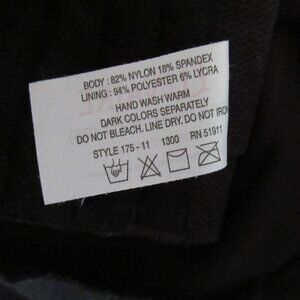 BODY : 82% NYLON 18% SPANDEX
LINING : 94% POLYESTER 6% LYCRA
HAND WASH WARM
DARK COLORS SEPARATELY
DO NOT BLEACH. LINE DRY. DO NOT IRON
STYLE 175 - 11 1300 RN 51911